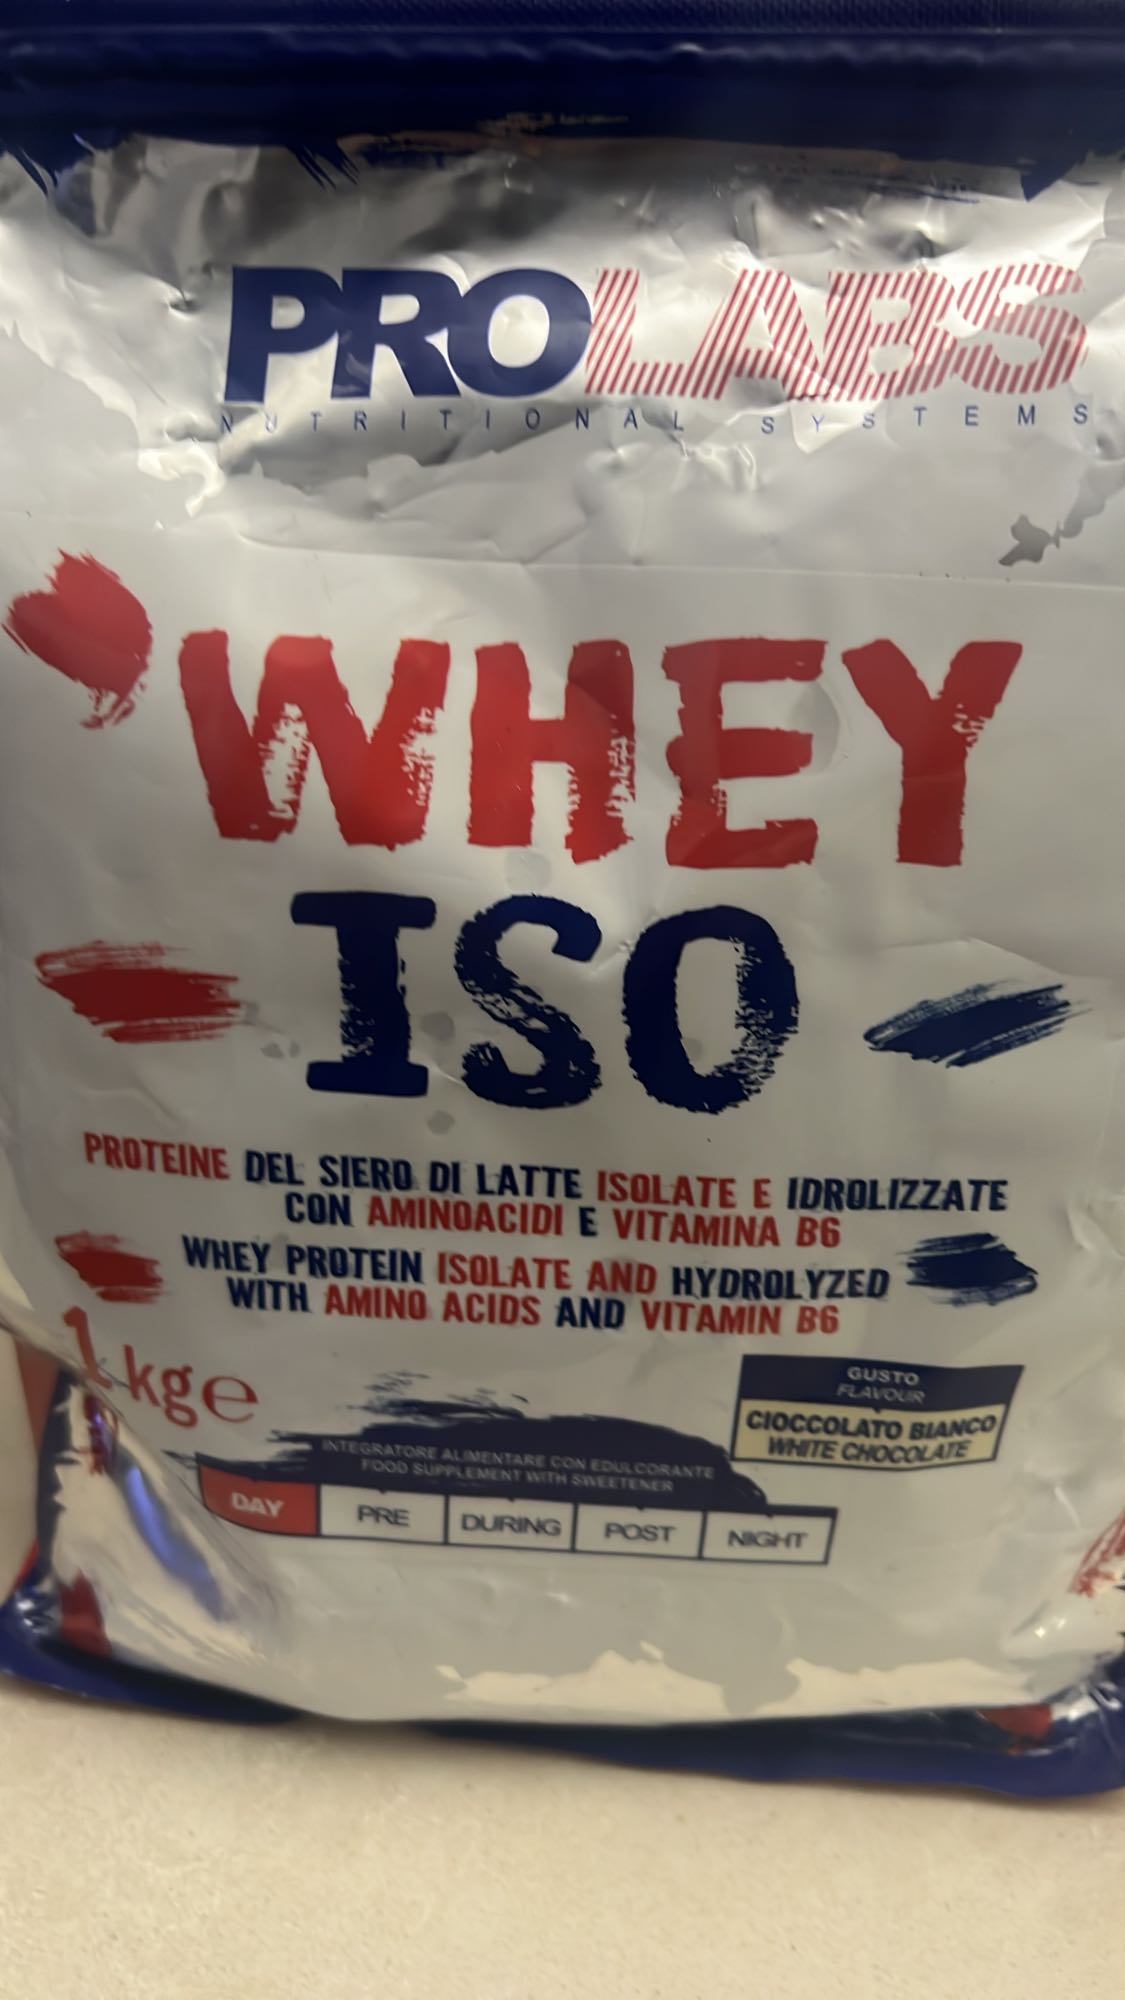 PROLABS
NUTRITIONAL SYSTEMS
WHEY
ISO
PROTEINE DEL SIERO DI LATTE ISOLATE E IDROLIZZATE
CON AMINOACIDI E VITAMINA B6
WHEY PROTEIN ISOLATE AND HYDROLYZED
WITH AMINO ACIDS AND VITAMIN B6
1kg℮
GUSTO
FLAVOUR
CIOCCOLATO BIANCO
WHITE CHOCOLATE
INTEGRATORE ALIMENTARE CON EDULCORANTE
FOOD SUPPLEMENT WITH SWEETENER
DAY PRE DURING POST NIGHT